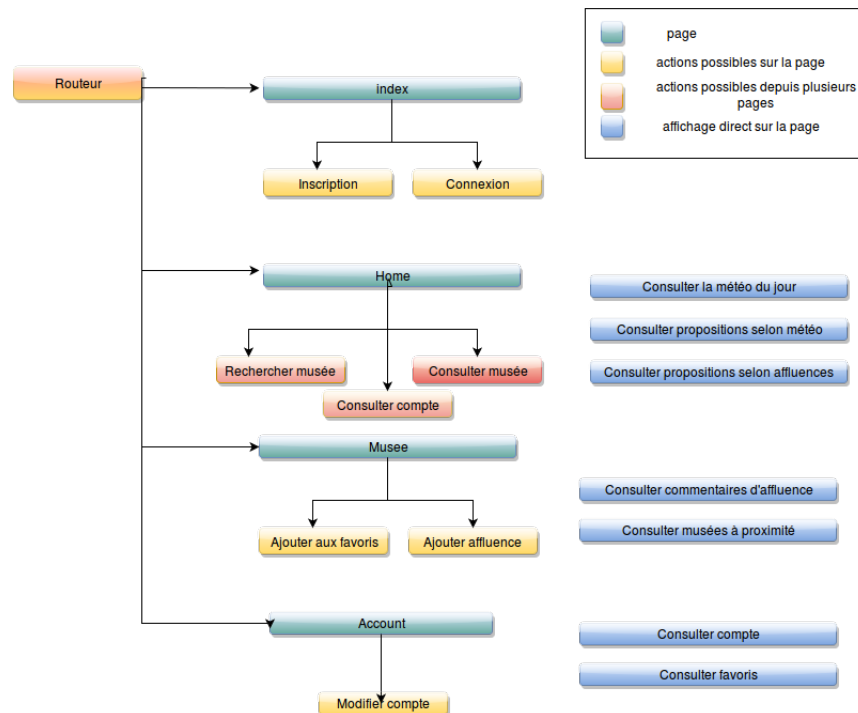 page
Routeur
actions possibles sur la page
index
actions possibles depuis plusieurs
pages
affichage direct sur la page
Inscription
Connexion
Home
Consulter la météo du jour
Consulter propositions selon météo
Rechercher musée
Consulter musée
Consulter propositions selon affluences
Consulter compte
Musee
Consulter commentaires d'affluence
Consulter musées à proximité
Ajouter aux favoris
Ajouter affluence
Account
Consulter compte
Consulter favoris
Modifier compte